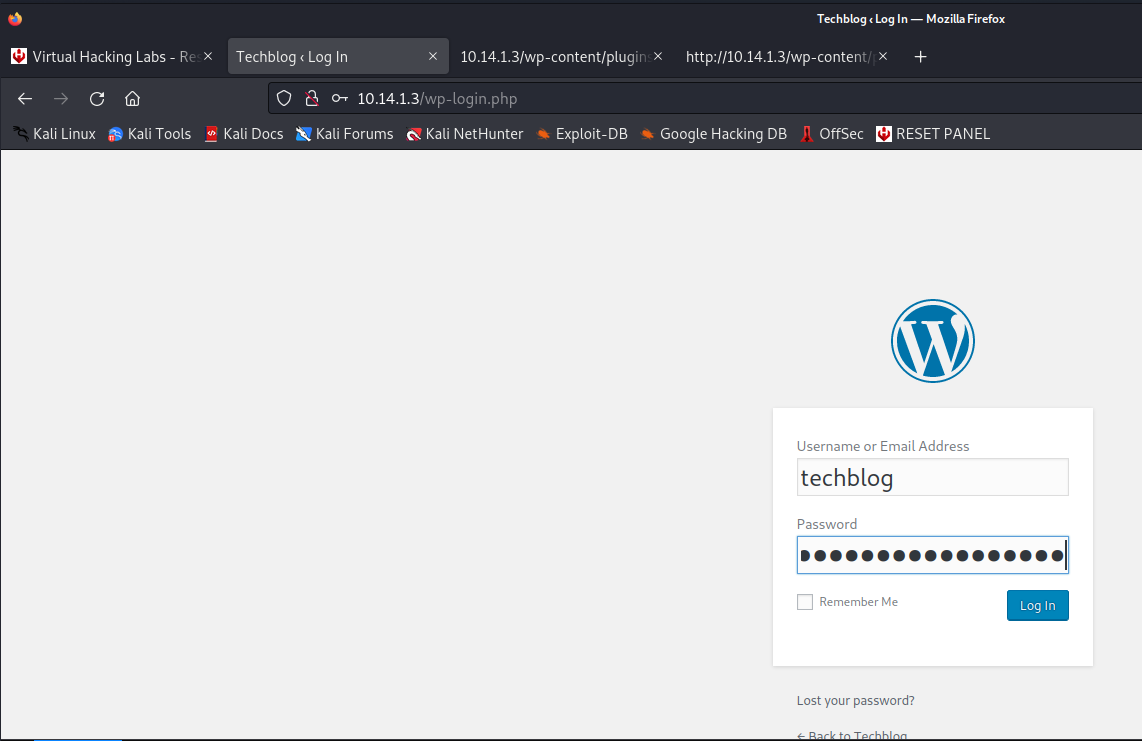 Techblog ‹ Log In — Mozilla Firefox
Virtual Hacking Labs - Re
Techblog ‹ Log In
10.14.1.3/wp-content/plugin
http://10.14.1.3/wp-content/
10.14.1.3/wp-login.php
Kali Linux Kali Tools Kali Docs Kali Forums Kali NetHunter Exploit-DB Google Hacking DB OffSec RESET PANEL
Username or Email Address
techblog
Password
Remember Me
Log In
Lost your password?
← Back to Techblog